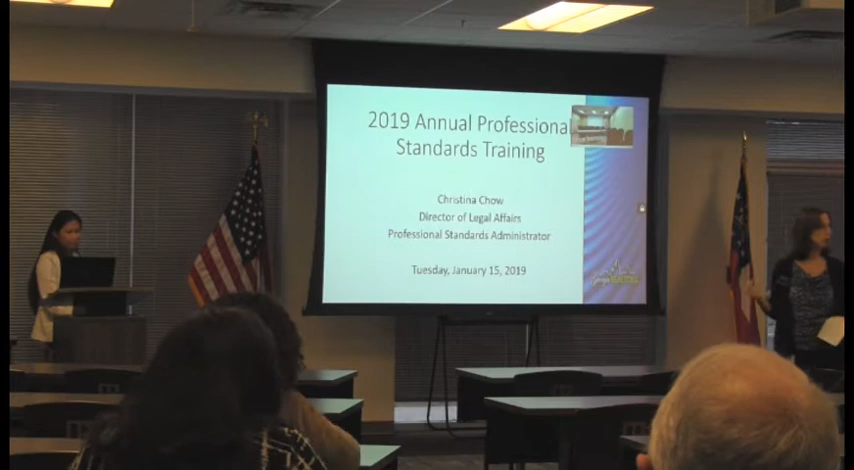 2019 Annual Professional
Standards Training
Christina Chow
Director of Legal Affairs
Professional Standards Administrator
Tuesday, January 15, 2019